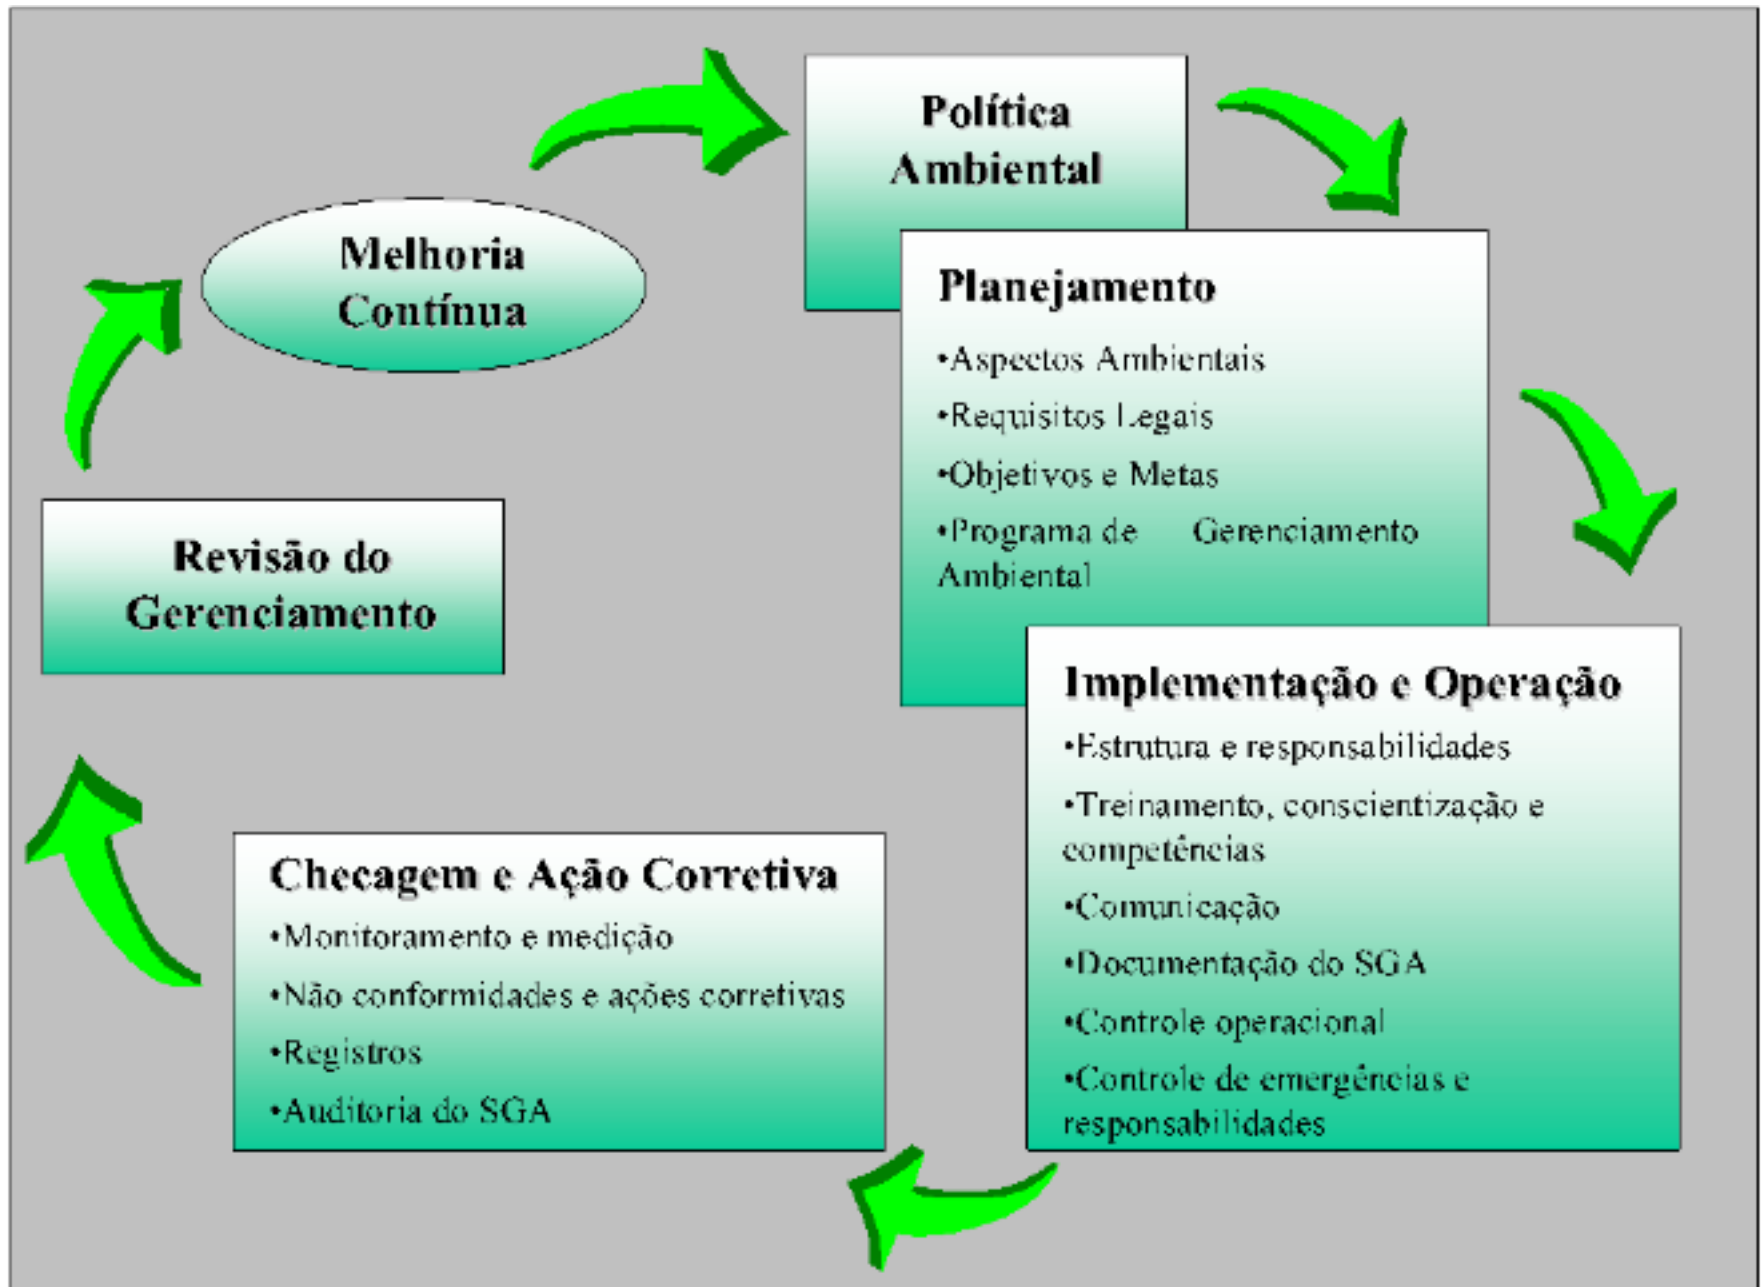 Política
Ambiental
Melhoria
Contínua
Planejamento
•Aspectos Ambientais
•Requisitos Legais
•Objetivos e Metas
•Programa de Gerenciamento
Ambiental
Revisão do
Gerenciamento
Implementação e Operação
•Estrutura e responsabilidades
•Treinamento, conscientização e
competências
•Comunicação
•Documentação do SGA
•Controle operacional
•Controle de emergências e
responsabilidades
Checagem e Ação Corretiva
•Monitoramento e medição
•Não conformidades e ações corretivas
•Registros
•Auditoria do SGA